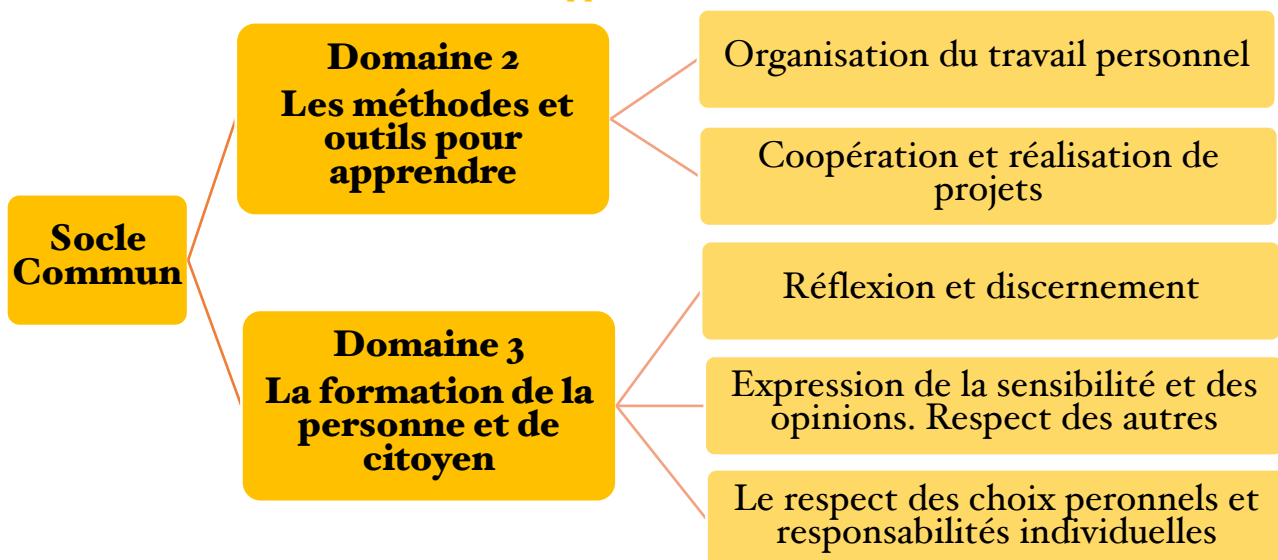 Socle
Commun
Domaine 2
Les méthodes et
outils pour
apprendre
Organisation du travail personnel
Coopération et réalisation de
projets
Domaine 3
La formation de la
personne et de
citoyen
Réflexion et discernement
Expression de la sensibilité et des
opinions. Respect des autres
Le respect des choix peronnels et
responsabilités individuelles